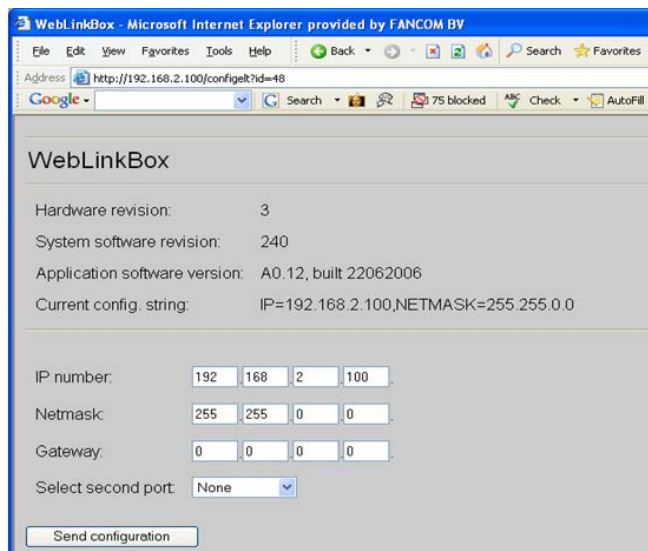 WebLinkBox - Microsoft Internet Explorer provided by FANCOM BV
File Edit View Favorites Tools Help Back Search Favorites
Address http://192.168.2.100/configelt?id=48
Google Search 75 blocked ABC Check AutoFill
WebLinkBox
Hardware revision: 3
System software revision: 240
Application software version: A0.12, built 22062006
Current config. string: IP=192.168.2.100,NETMASK=255.255.0.0
IP number: 192 . 168 . 2 . 100 .
Netmask: 255 . 255 . 0 . 0 .
Gateway: 0 . 0 . 0 . 0 .
Select second port: None
Send configuration